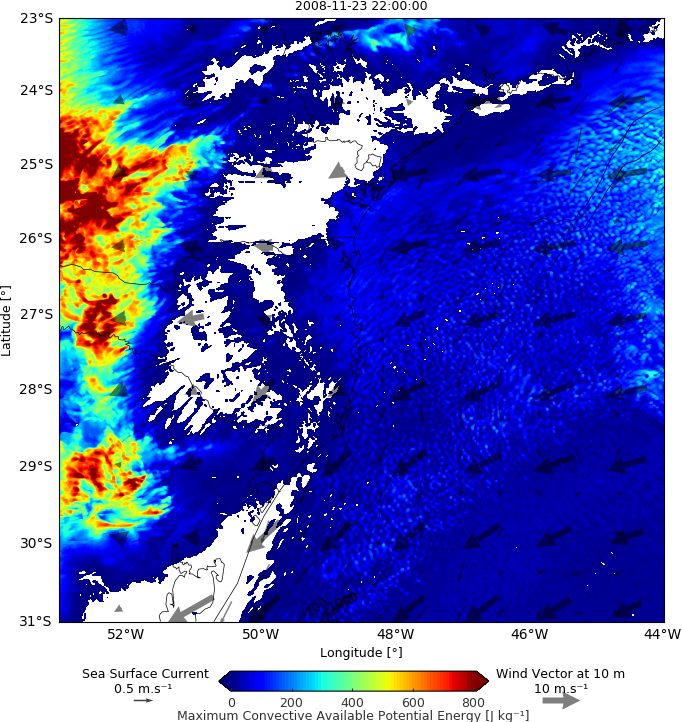 2008-11-23 22:00:00
23°S
24°S
25°S
26°S
27°S
28°S
29°S
30°S
31°S
Latitude [°]
52°W 50°W 48°W 46°W 44°W
Longitude [°]
Sea Surface Current
0.5 m.s⁻¹
Wind Vector at 10 m
10 m.s⁻¹
0 200 400 600 800
Maximum Convective Available Potential Energy [J kg⁻¹]